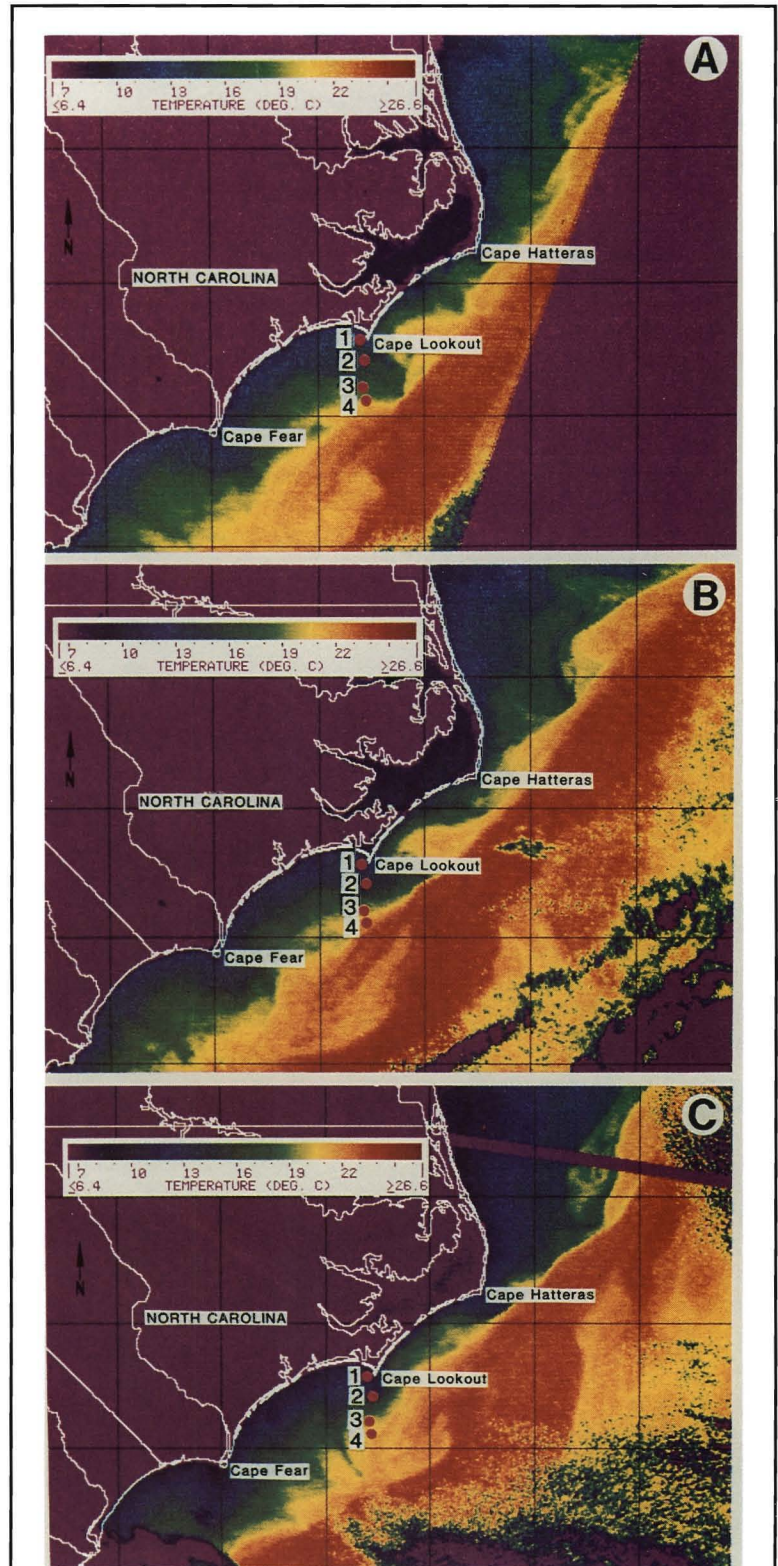 A
7 10 13 16 19 22
≤6.4 TEMPERATURE (DEG. C) ≥26.6
N
Cape Hatteras
NORTH CAROLINA
1 Cape Lookout
2
3
4
Cape Fear
B
7 10 13 16 19 22
≤6.4 TEMPERATURE (DEG. C) ≥26.6
N
Cape Hatteras
NORTH CAROLINA
1 Cape Lookout
2
3
4
Cape Fear
C
7 10 13 16 19 22
≤6.4 TEMPERATURE (DEG. C) ≥26.6
N
Cape Hatteras
NORTH CAROLINA
1 Cape Lookout
2
3
4
Cape Fear